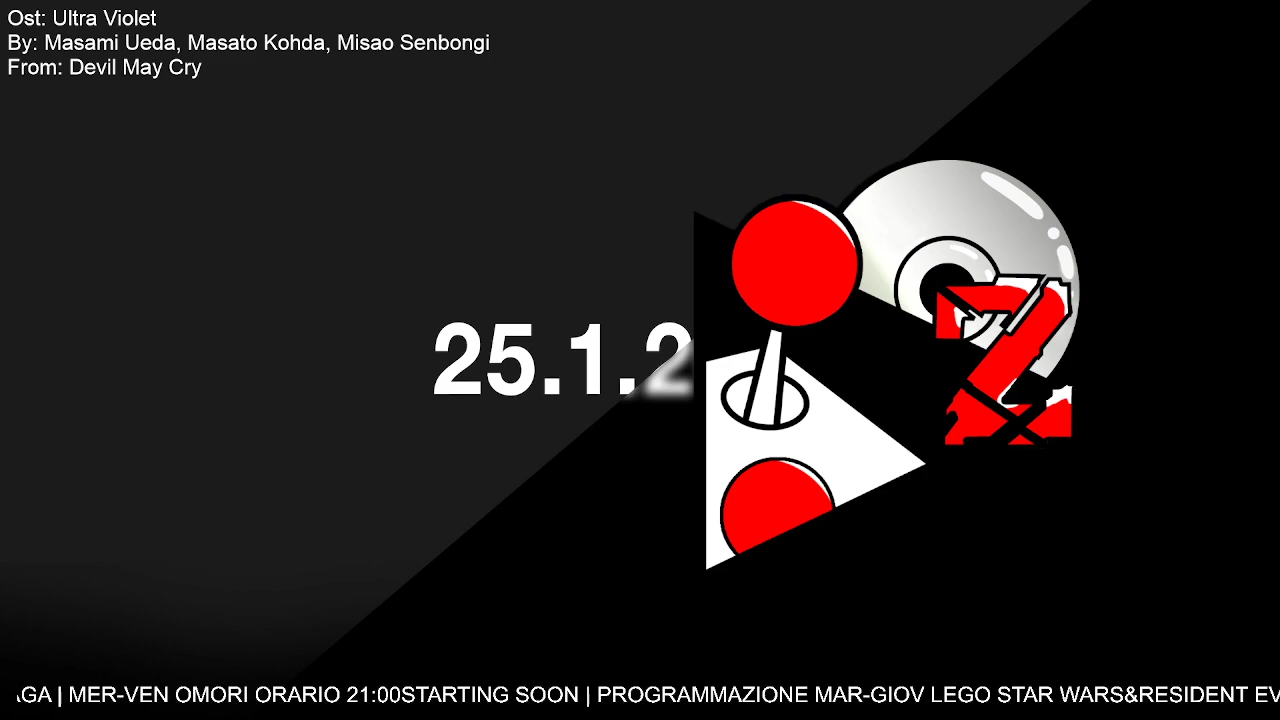 Ost: Ultra Violet
By: Masami Ueda, Masato Kohda, Misao Senbongi
From: Devil May Cry
25.1.2
GA | MER-VEN OMORI ORARIO 21:00STARTING SOON | PROGRAMMAZIONE MAR-GIOV LEGO STAR WARS&RESIDENT EV